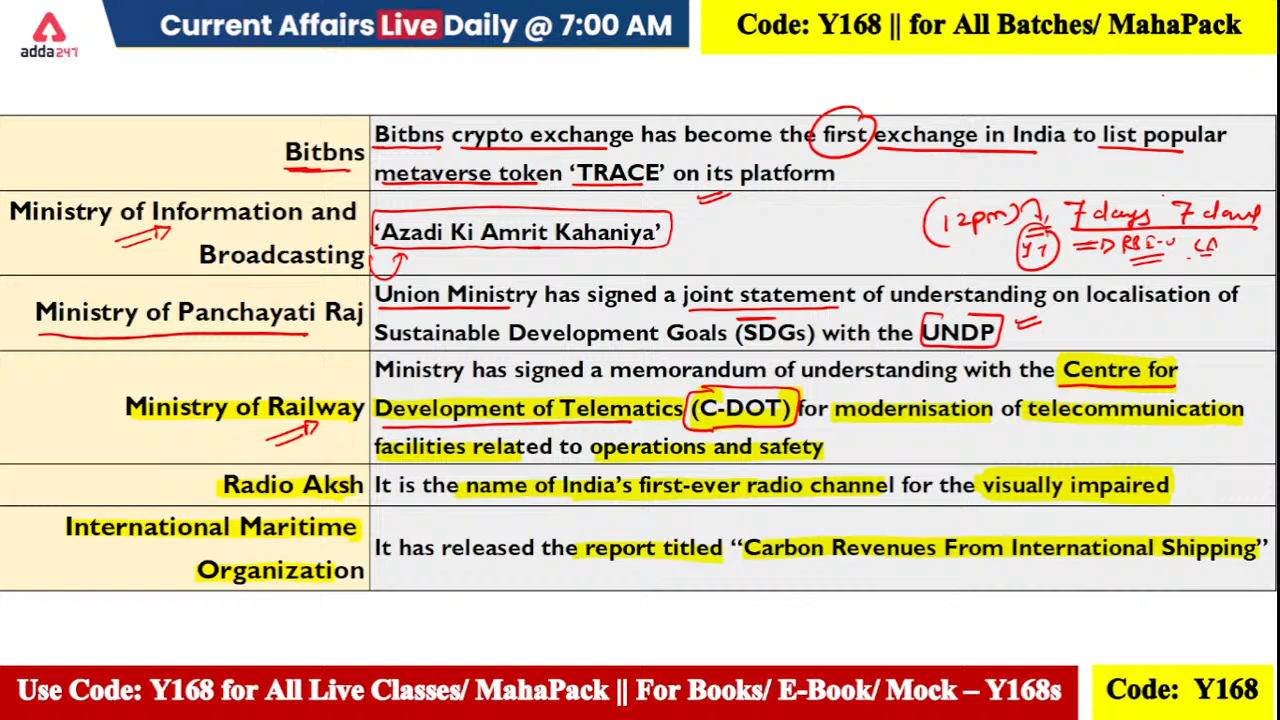 adda247
Current Affairs Live Daily @ 7:00 AM
Code: Y168 || for All Batches/ MahaPack
Bitbns
Bitbns crypto exchange has become the first exchange in India to list popular
metaverse token ‘TRACE’ on its platform
Ministry of Information and
Broadcasting
‘Azadi Ki Amrit Kahaniya’
(12pm) 7 days 7 days
Y7
Ministry of Panchayati Raj
Union Ministry has signed a joint statement of understanding on localisation of
Sustainable Development Goals (SDGs) with the UNDP
Ministry of Railway
Ministry has signed a memorandum of understanding with the Centre for
Development of Telematics (C-DOT) for modernisation of telecommunication
facilities related to operations and safety
Radio Aksh
It is the name of India’s first-ever radio channel for the visually impaired
International Maritime
Organization
It has released the report titled “Carbon Revenues From International Shipping”
Use Code: Y168 for All Live Classes/ MahaPack || For Books/ E-Book/ Mock – Y168s
Code: Y168